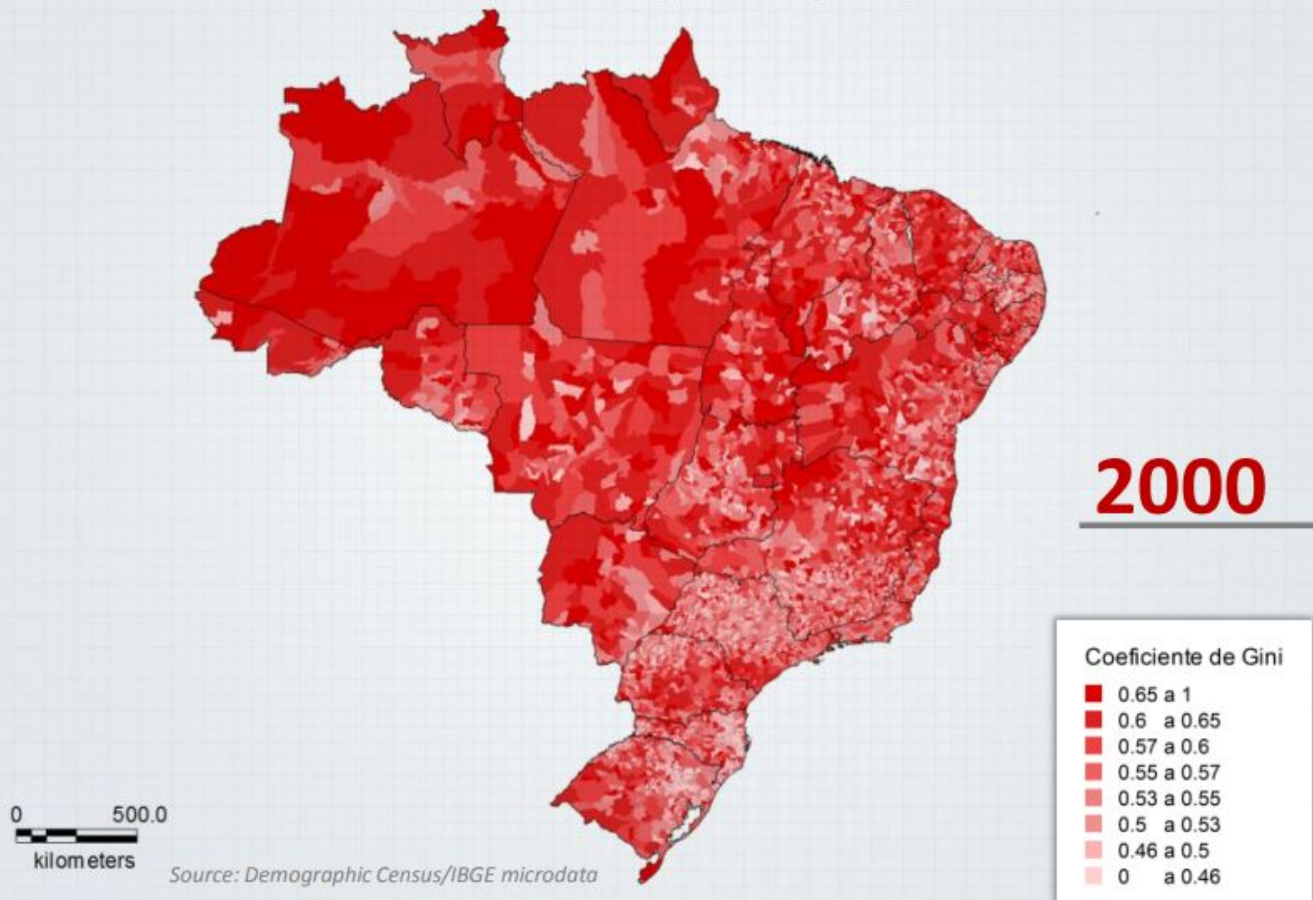 2000
Coeficiente de Gini
0.65 a 1
0.6 a 0.65
0.57 a 0.6
0.55 a 0.57
0.53 a 0.55
0.5 a 0.53
0.46 a 0.5
0 a 0.46
0 500.0
kilometers
Source: Demographic Census/IBGE microdata